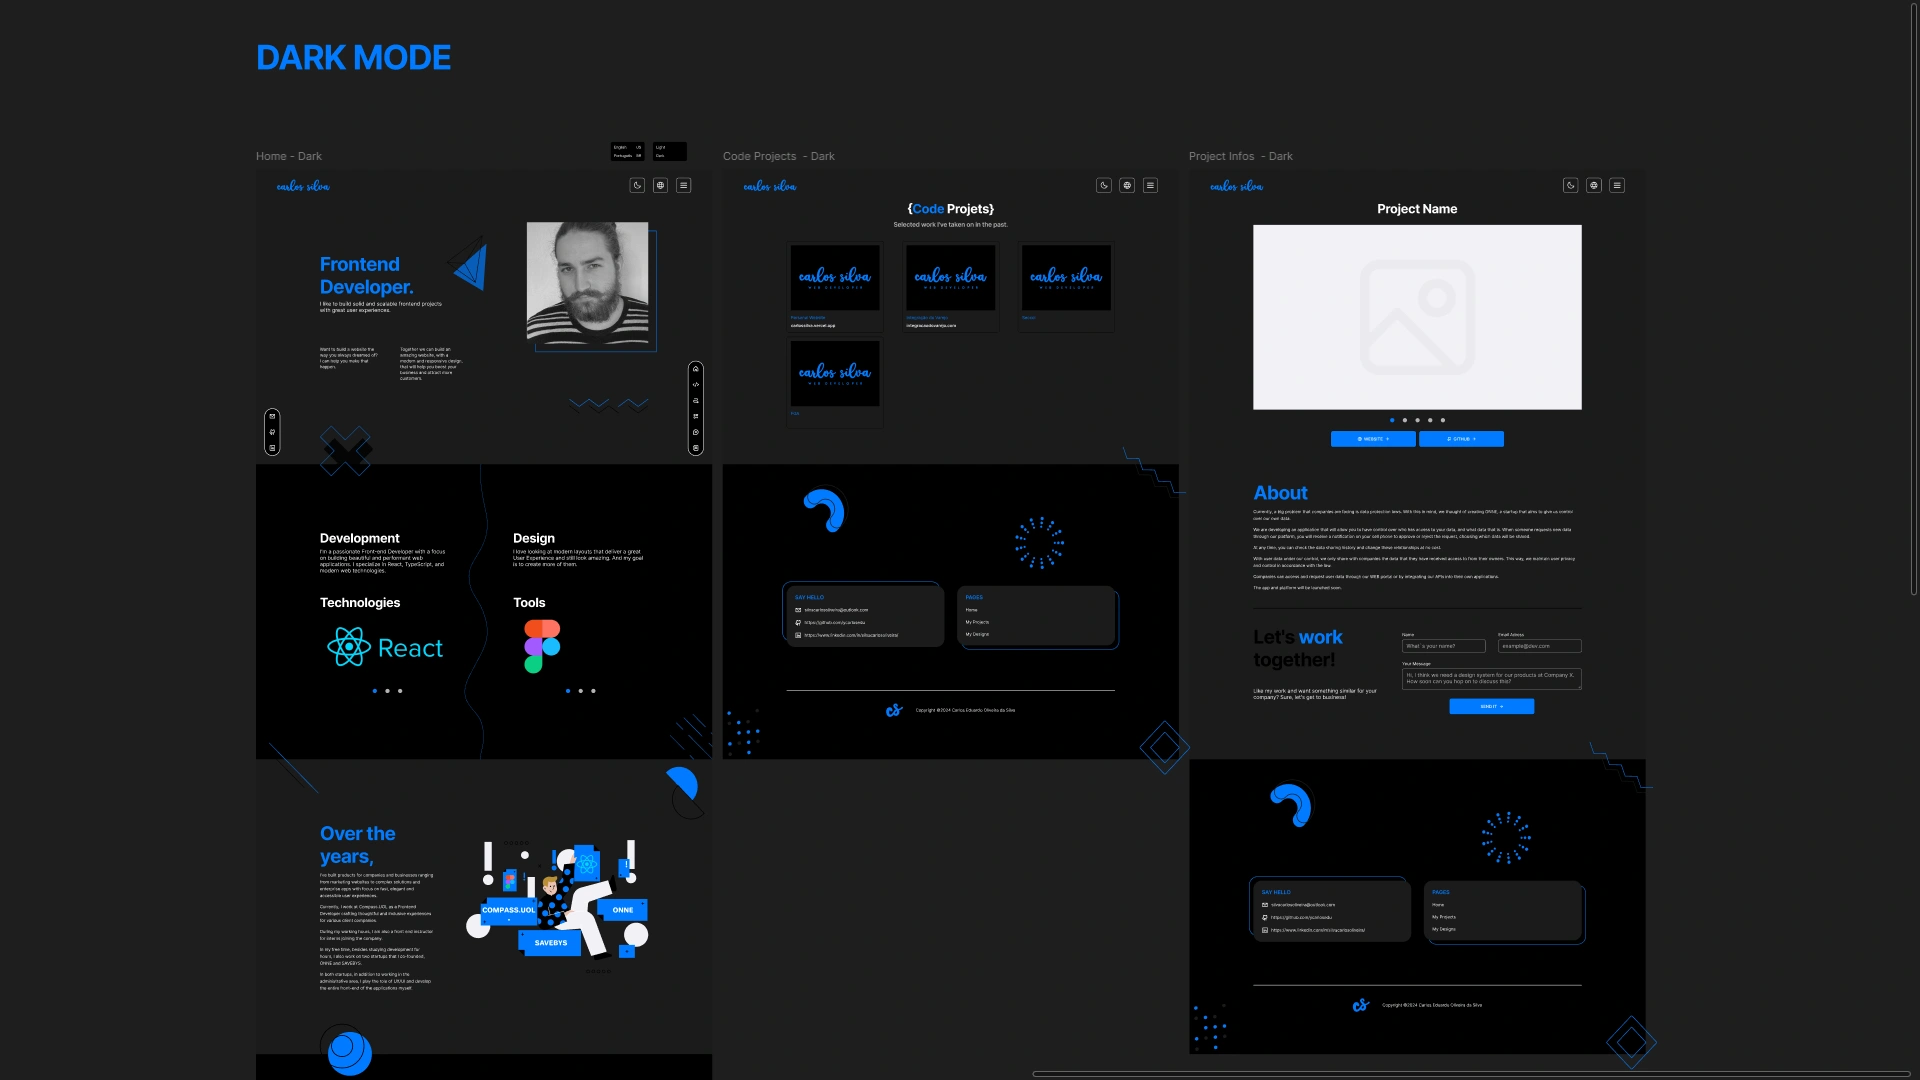 DARK MODE
Home - Dark
English US
Português BR
Light
Dark
carlos silva
Frontend
Developer.
I like to build solid and scalable frontend projects
with great user experiences.
Want to build a website the
way you always dreamed of?
I can help you make that
happen.
Together we can build an
amazing website, with a
modern and responsive design,
that will help you boost your
business and attract more
customers.
Development
I'm a passionate Front-end Developer with a focus
on building beautiful and performant web
applications. I specialize in React, TypeScript, and
modern web technologies.
Design
I love looking at modern layouts that deliver a great
User Experience and still look amazing. And my goal
is to create more of them.
Technologies
React
Tools
Over the
years,
I've built products for companies and businesses ranging
from marketing websites to complex solutions and
enterprise apps with focus on fast, elegant and
accessible user experiences.
Currently, I work at Compass UOL as a Frontend
Developer crafting thoughtful and inclusive experiences
for various client companies.
During my working hours, I am also a front end instructor
for interns joining the company.
In my free time, besides studying development for
hours, I also work on two startups that I co-founded,
ONNE and SAVEBYS.
In both startups, in addition to working in the
administrative area, I play the role of UX/UI and develop
the entire front-end of the applications myself.
COMPASS.UOL
ONNE
SAVEBYS
Code Projects - Dark
carlos silva
{Code Projets}
Selected work I've taken on in the past.
carlos silva
WEB DEVELOPER
Personal Website
carlossilva.vercel.app
carlos silva
WEB DEVELOPER
Integração do Varejo
integracaodovarejo.com
carlos silva
WEB DEVELOPER
carlos silva
WEB DEVELOPER
SAY HELLO
silvacarlosoliveira@outlook.com
https://github.com/ycarlosedu
https://www.linkedin.com/in/silvacarlosoliveira/
PAGES
Home
My Projects
My Designs
cs
Copyright ©2024 Carlos Eduardo Oliveira da Silva
Project Infos - Dark
carlos silva
Project Name
WEBSITE
GITHUB
About
Currently, a big problem that companies are facing is data protection laws. With this in mind, we thought of creating ONNE, a startup that aims to give us control
over our own data.
We are developing an application that will allow you to have control over who has access to your data, and what data that is. When someone requests new data
through our platform, you will receive a notification on your cell phone to approve or reject the request, choosing which data will be shared.
At any time, you can check the data sharing history and change these relationships at no cost.
With user data under our control, we only share with companies the data that they have received access to from their owners. This way, we maintain user privacy
and control in accordance with the law.
Companies can access and request user data through our WEB portal or by integrating our APIs into their own applications.
The app and platform will be launched soon.
Let's work
together!
Like my work and want something similar for your
company? Sure, let's get to business!
Name
What´s your name?
Email Adress
example@dev.com
Your Message
Hi, I think we need a design system for our products at Company X.
How soon can you hop on to discuss this?
SEND IT
SAY HELLO
silvacarlosoliveira@outlook.com
https://github.com/ycarlosedu
https://www.linkedin.com/in/silvacarlosoliveira/
PAGES
Home
My Projects
My Designs
cs
Copyright ©2024 Carlos Eduardo Oliveira da Silva